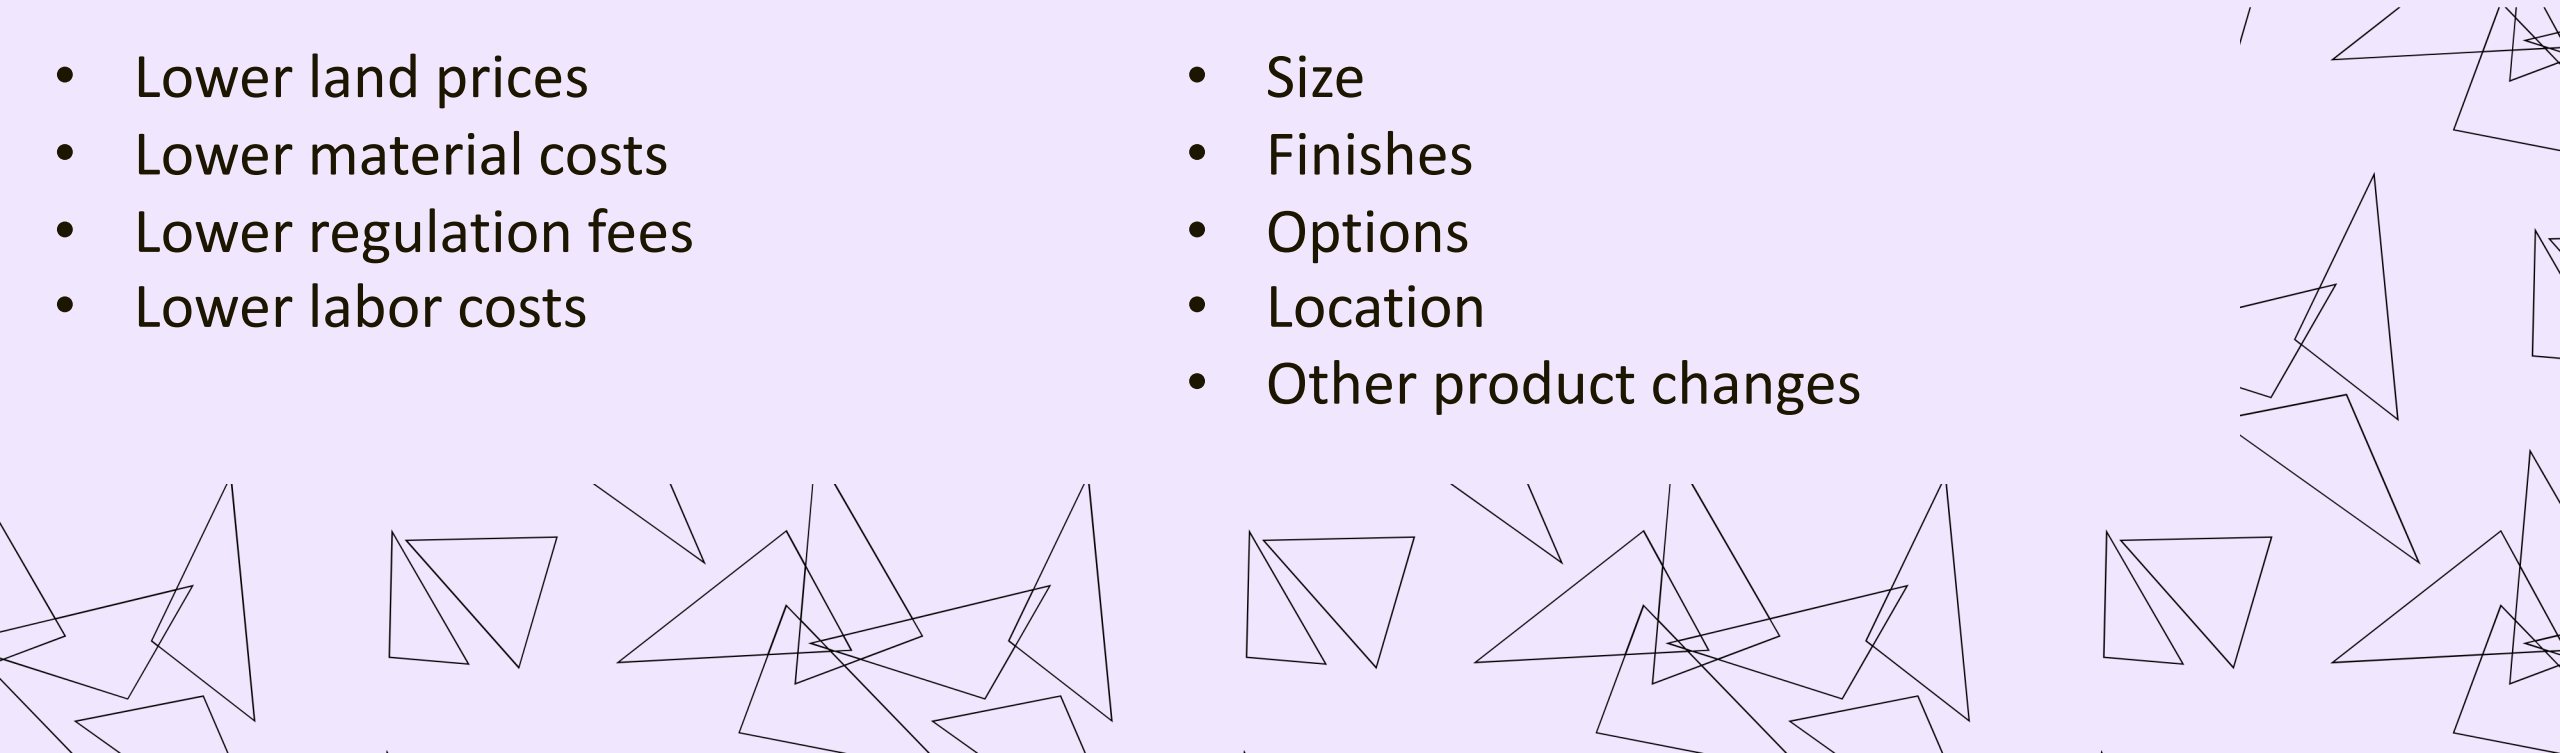 • Lower land prices
• Lower material costs
• Lower regulation fees
• Lower labor costs
• Size
• Finishes
• Options
• Location
• Other product changes